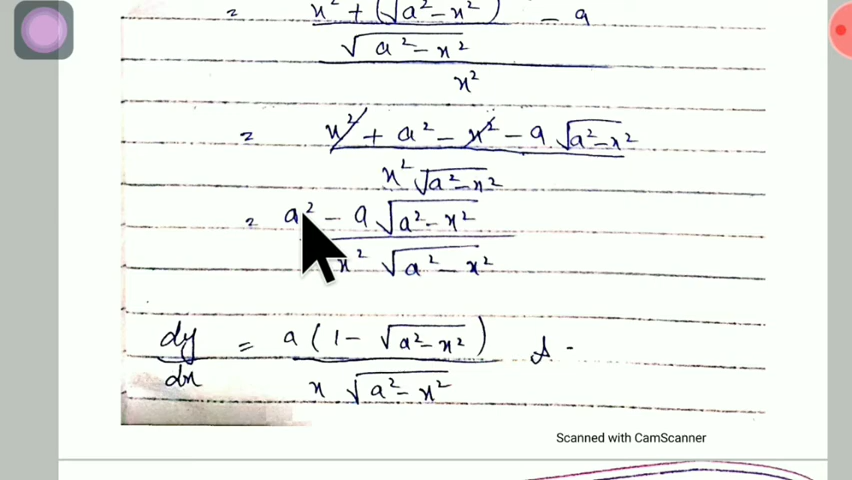 = x² + (√a²-x²) - a
√a²-x²
x²
= x² + a² - x² - a √a²-x²
x² √a²-x²
= a² - a √a²-x²
x² √a²-x²
dy/dx = a (1 - √a²-x²)
x √a²-x²
Scanned with CamScanner